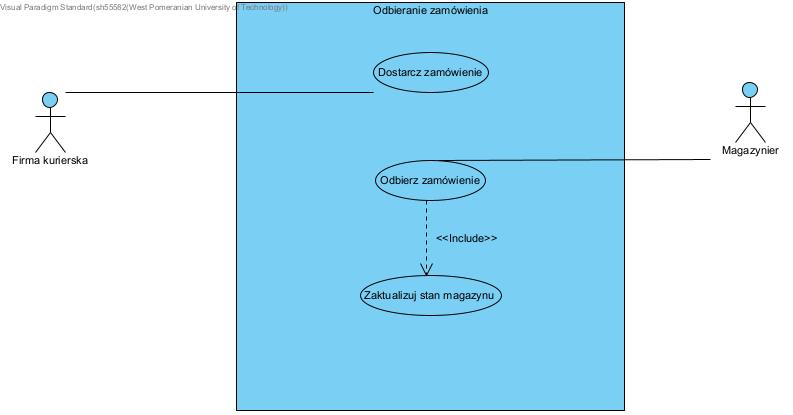 Visual Paradigm Standard(sh55582(West Pomeranian University of Technology))
Odbieranie zamówienia
Dostarcz zamówienie
Firma kurierska
Magazynier
Odbierz zamówienie
<<Include>>
Zaktualizuj stan magazynu